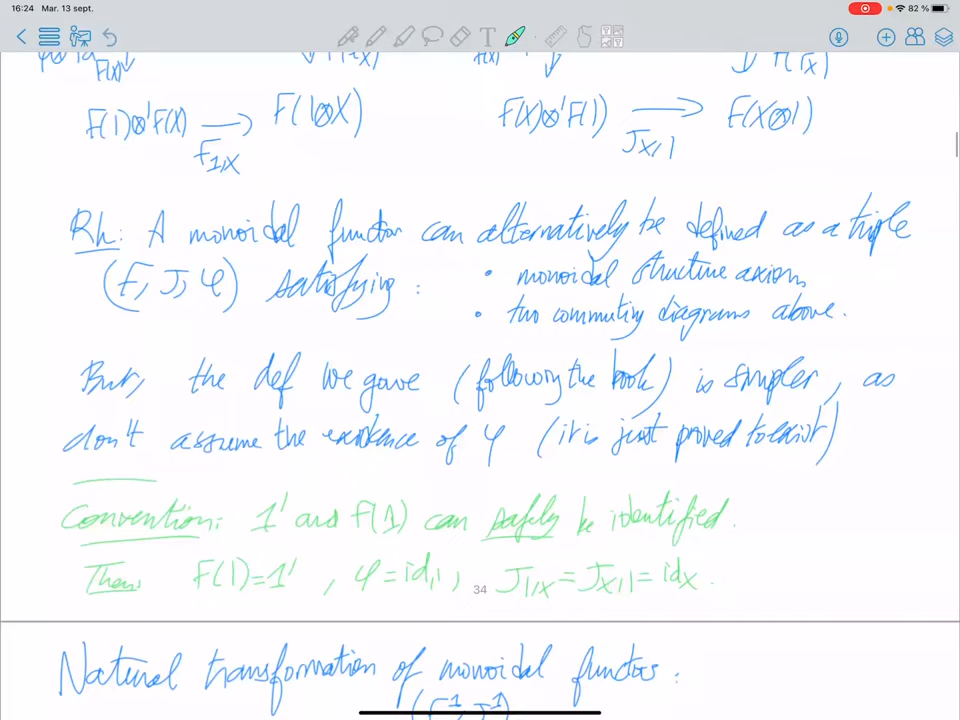 16:24 Mar. 13 sept. 82 %
F(X) F(X) J F(rₓ)
F(1)⊗'F(X) → F(1⊗X) F(X)⊗'F(1) → F(X⊗1)
J₁,ₓ Jₓ,₁
Rk: A monoidal functor can alternatively be defined as a triple
(F, J, φ) satisfying : • monoidal structure axiom,
• two commuting diagrams above.
But, the def we gave (following the book) is simpler, as
don't assume the existence of φ (it is just proved to exist)
Convention: 1' and F(1) can safely be identified.
Then: F(1)=1', φ=id₁', J₁,ₓ=Jₓ,₁=idₓ.
34
Natural transformation of monoidal functors :
(F¹, J¹)